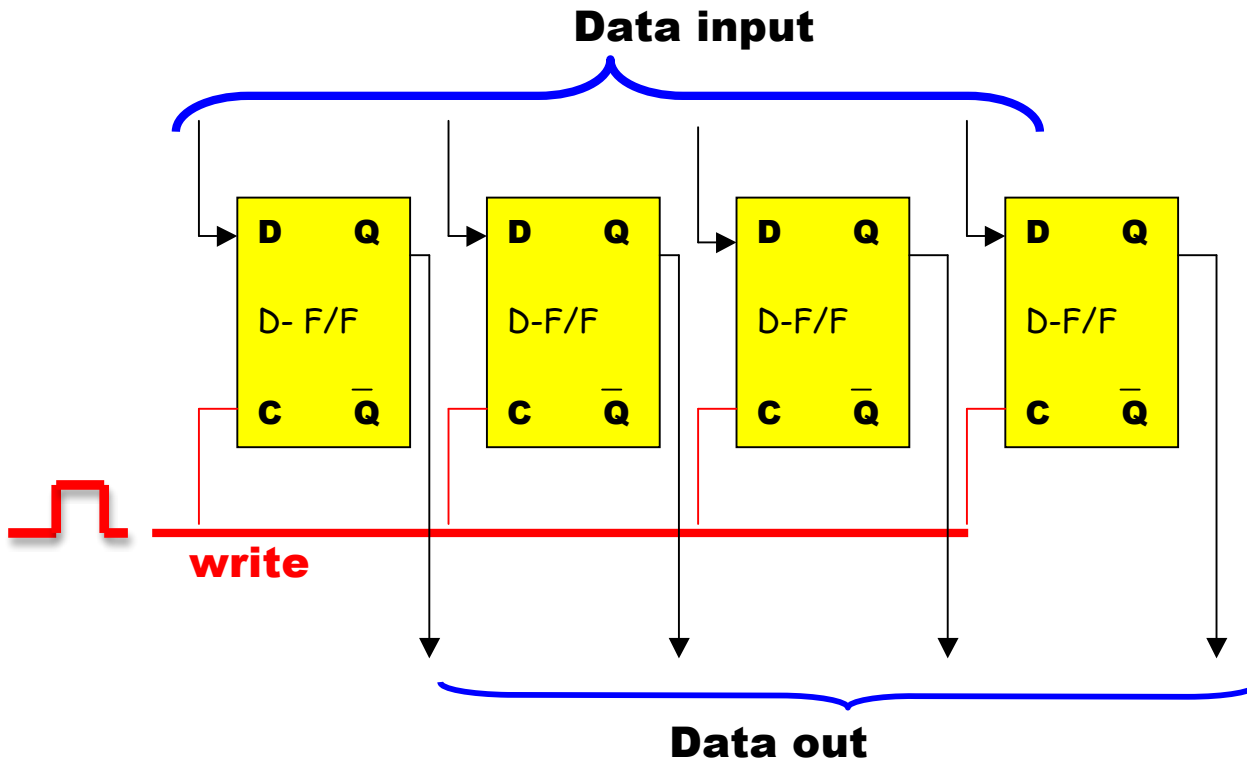 Data input
D Q D Q D Q D Q
D- F/F D-F/F D-F/F D-F/F
C Q̅ C Q̅ C Q̅ C Q̅
write
Data out